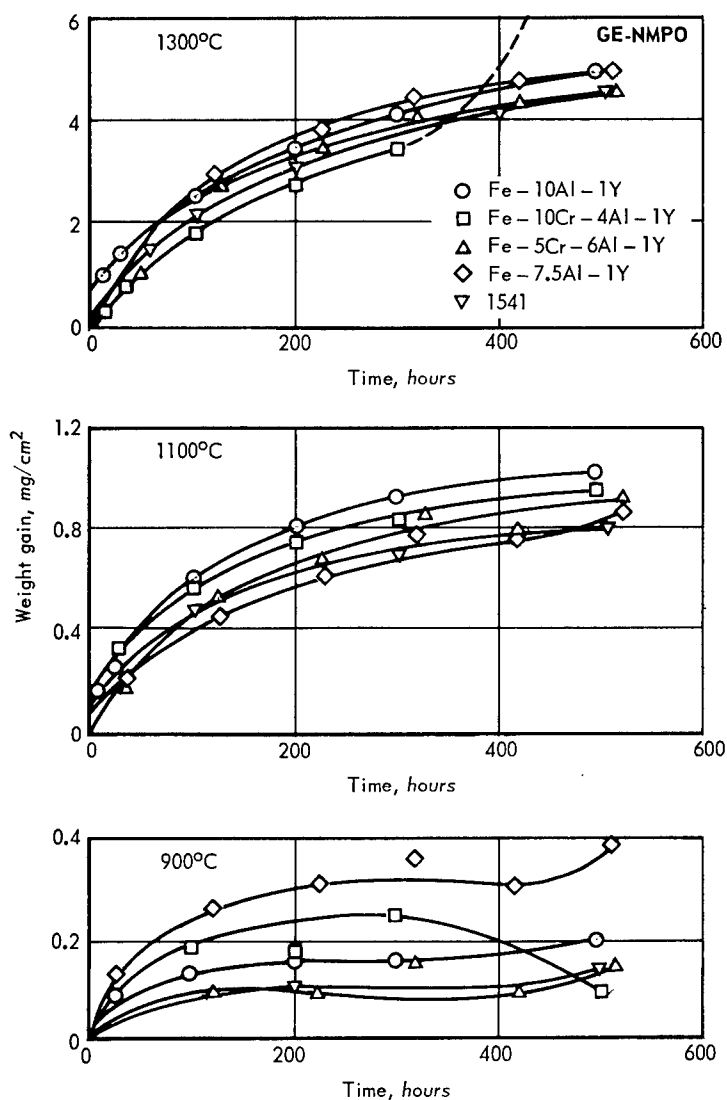 6
1300°C
GE-NMPO
4
Fe – 10Al – 1Y
Fe – 10Cr – 4Al – 1Y
2
Fe – 5Cr – 6Al – 1Y
Fe – 7.5Al – 1Y
1541
0
0 200 400 600
Time, hours
Weight gain, mg/cm²
1.2
1100°C
0.8
0.4
0
0 200 400 600
Time, hours
0.4
900°C
0.2
0
0 200 400 600
Time, hours